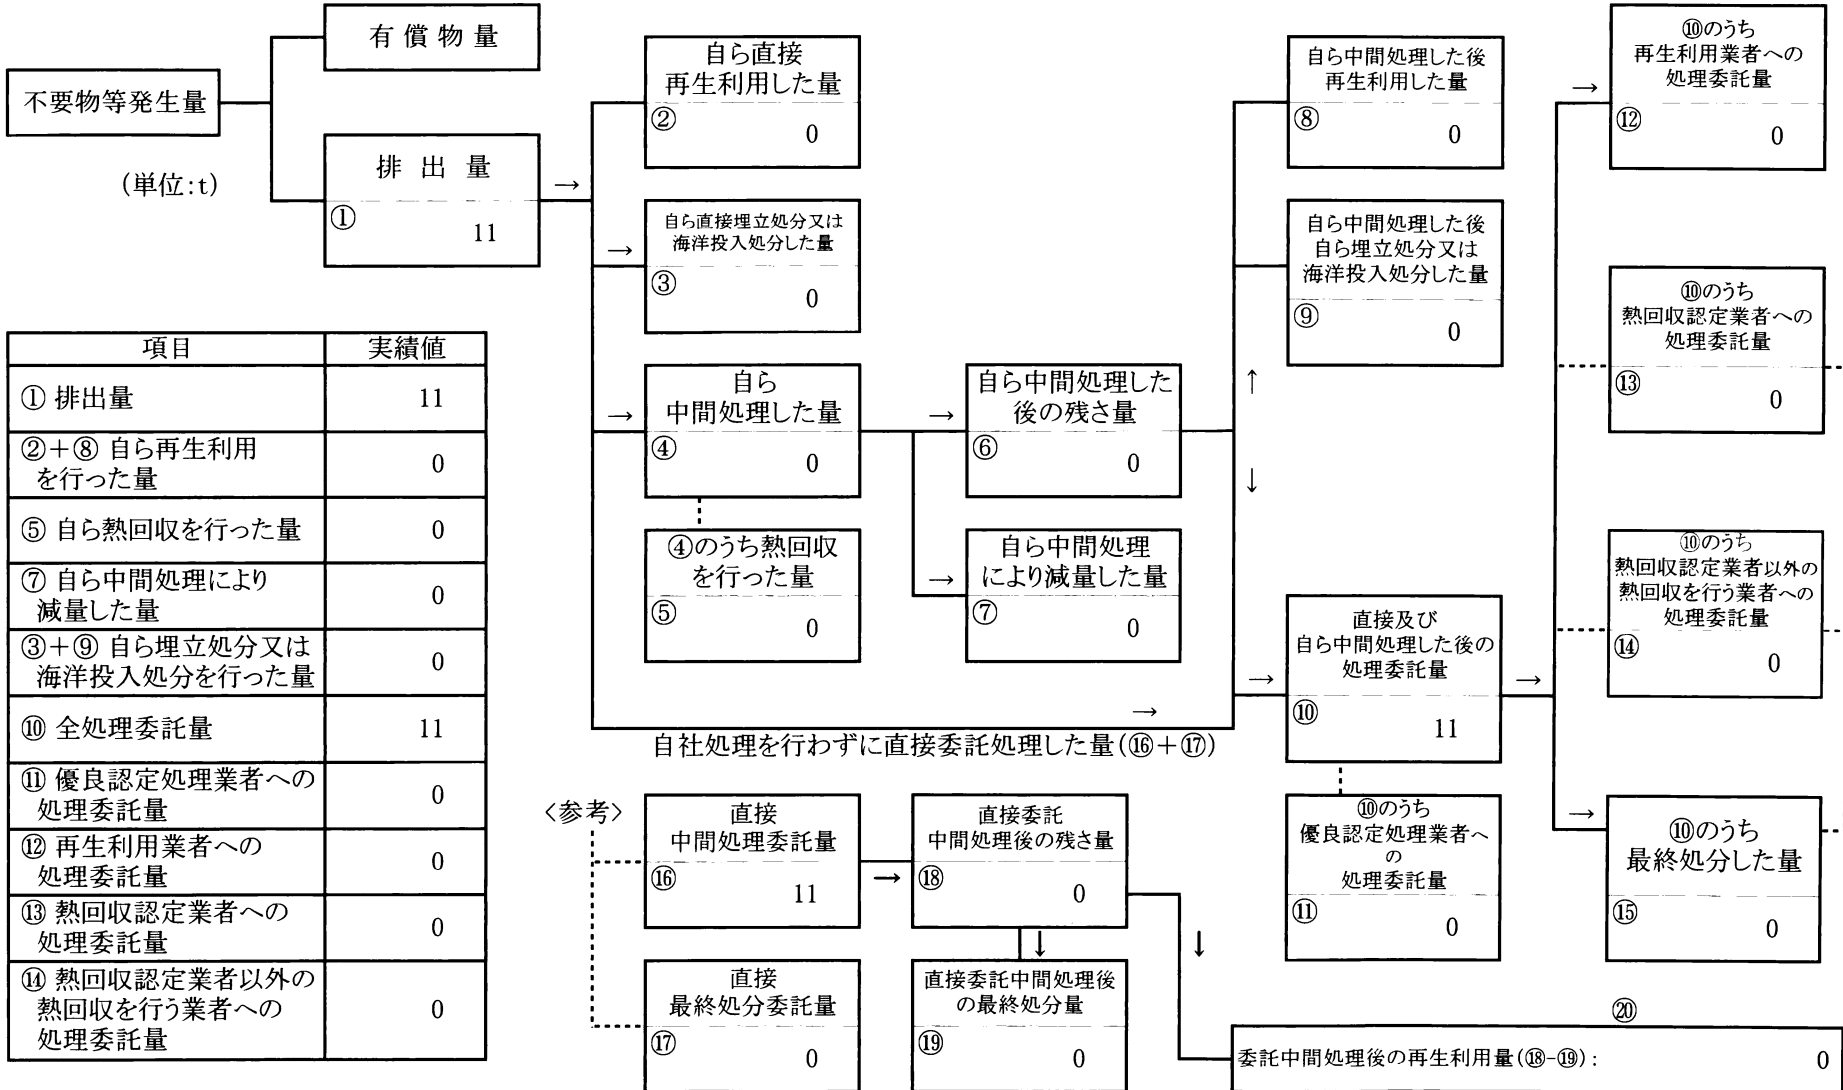 不要物等発生量
有償物量
(単位:t)
排出量
①
11
→
自ら直接
再生利用した量
②
0
→
自ら直接埋立処分又は
海洋投入処分した量
③
0
→
自ら
中間処理した量
④
0
④のうち熱回収
を行った量
⑤
0
→
自ら中間処理した
後の残さ量
⑥
0
→
自ら中間処理
により減量した量
⑦
0
↑
↓
自ら中間処理した後
再生利用した量
⑧
0
自ら中間処理した後
自ら埋立処分又は
海洋投入処分した量
⑨
0
→
自社処理を行わずに直接委託処理した量(⑯+⑰)
→
直接及び
自ら中間処理した後の
処理委託量
⑩
11
⑩のうち
優良認定処理業者へ
の
処理委託量
⑪
0
→
→
⑩のうち
再生利用業者への
処理委託量
⑫
0
⑩のうち
熱回収認定業者への
処理委託量
⑬
0
⑩のうち
熱回収認定業者以外の
熱回収を行う業者への
処理委託量
⑭
0
→
⑩のうち
最終処分した量
⑮
0
項目 実績値
① 排出量 11
②+⑧ 自ら再生利用
を行った量 0
⑤ 自ら熱回収を行った量 0
⑦ 自ら中間処理により
減量した量 0
③+⑨ 自ら埋立処分又は
海洋投入処分を行った量 0
⑩ 全処理委託量 11
⑪ 優良認定処理業者への
処理委託量 0
⑫ 再生利用業者への
処理委託量 0
⑬ 熱回収認定業者への
処理委託量 0
⑭ 熱回収認定業者以外の
熱回収を行う業者への
処理委託量 0
<参考>
直接
中間処理委託量
⑯
11
→
直接委託
中間処理後の残さ量
⑱
0
↓
↓
直接
最終処分委託量
⑰
0
直接委託中間処理後
の最終処分量
⑲
0
⑳
委託中間処理後の再生利用量(⑱-⑲): 0